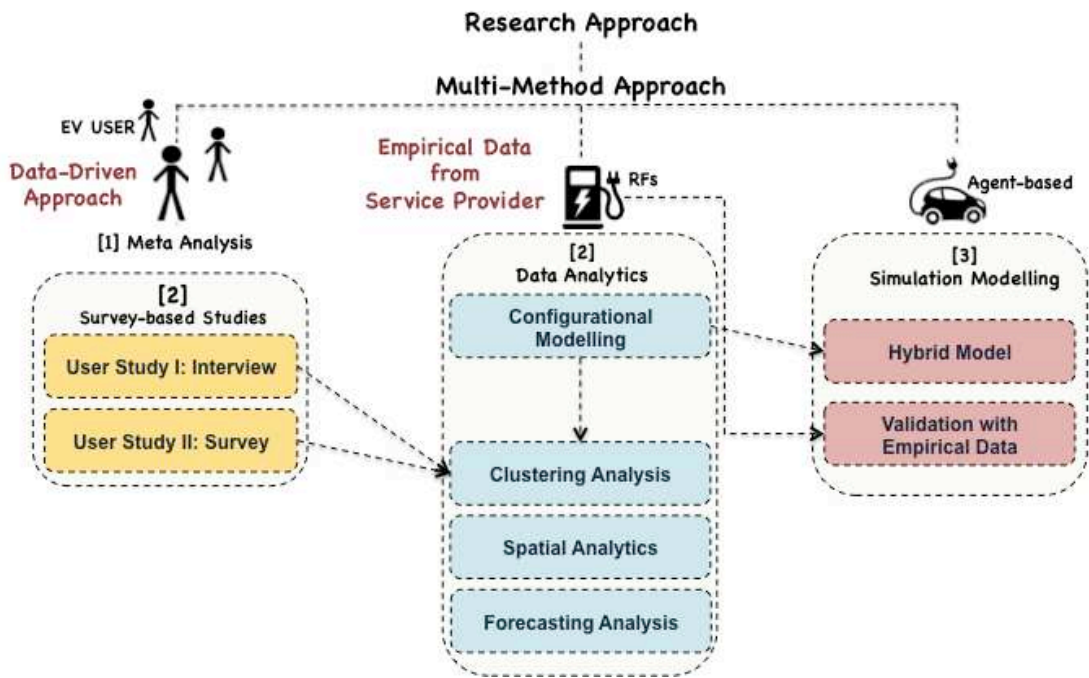 Research Approach
Multi-Method Approach
EV USER
Data-Driven
Approach
[1] Meta Analysis
[2]
Survey-based Studies
User Study I: Interview
User Study II: Survey
Empirical Data
from
Service Provider
RFs
[2]
Data Analytics
Configurational
Modelling
Clustering Analysis
Spatial Analytics
Forecasting Analysis
Agent-based
[3]
Simulation Modelling
Hybrid Model
Validation with
Empirical Data